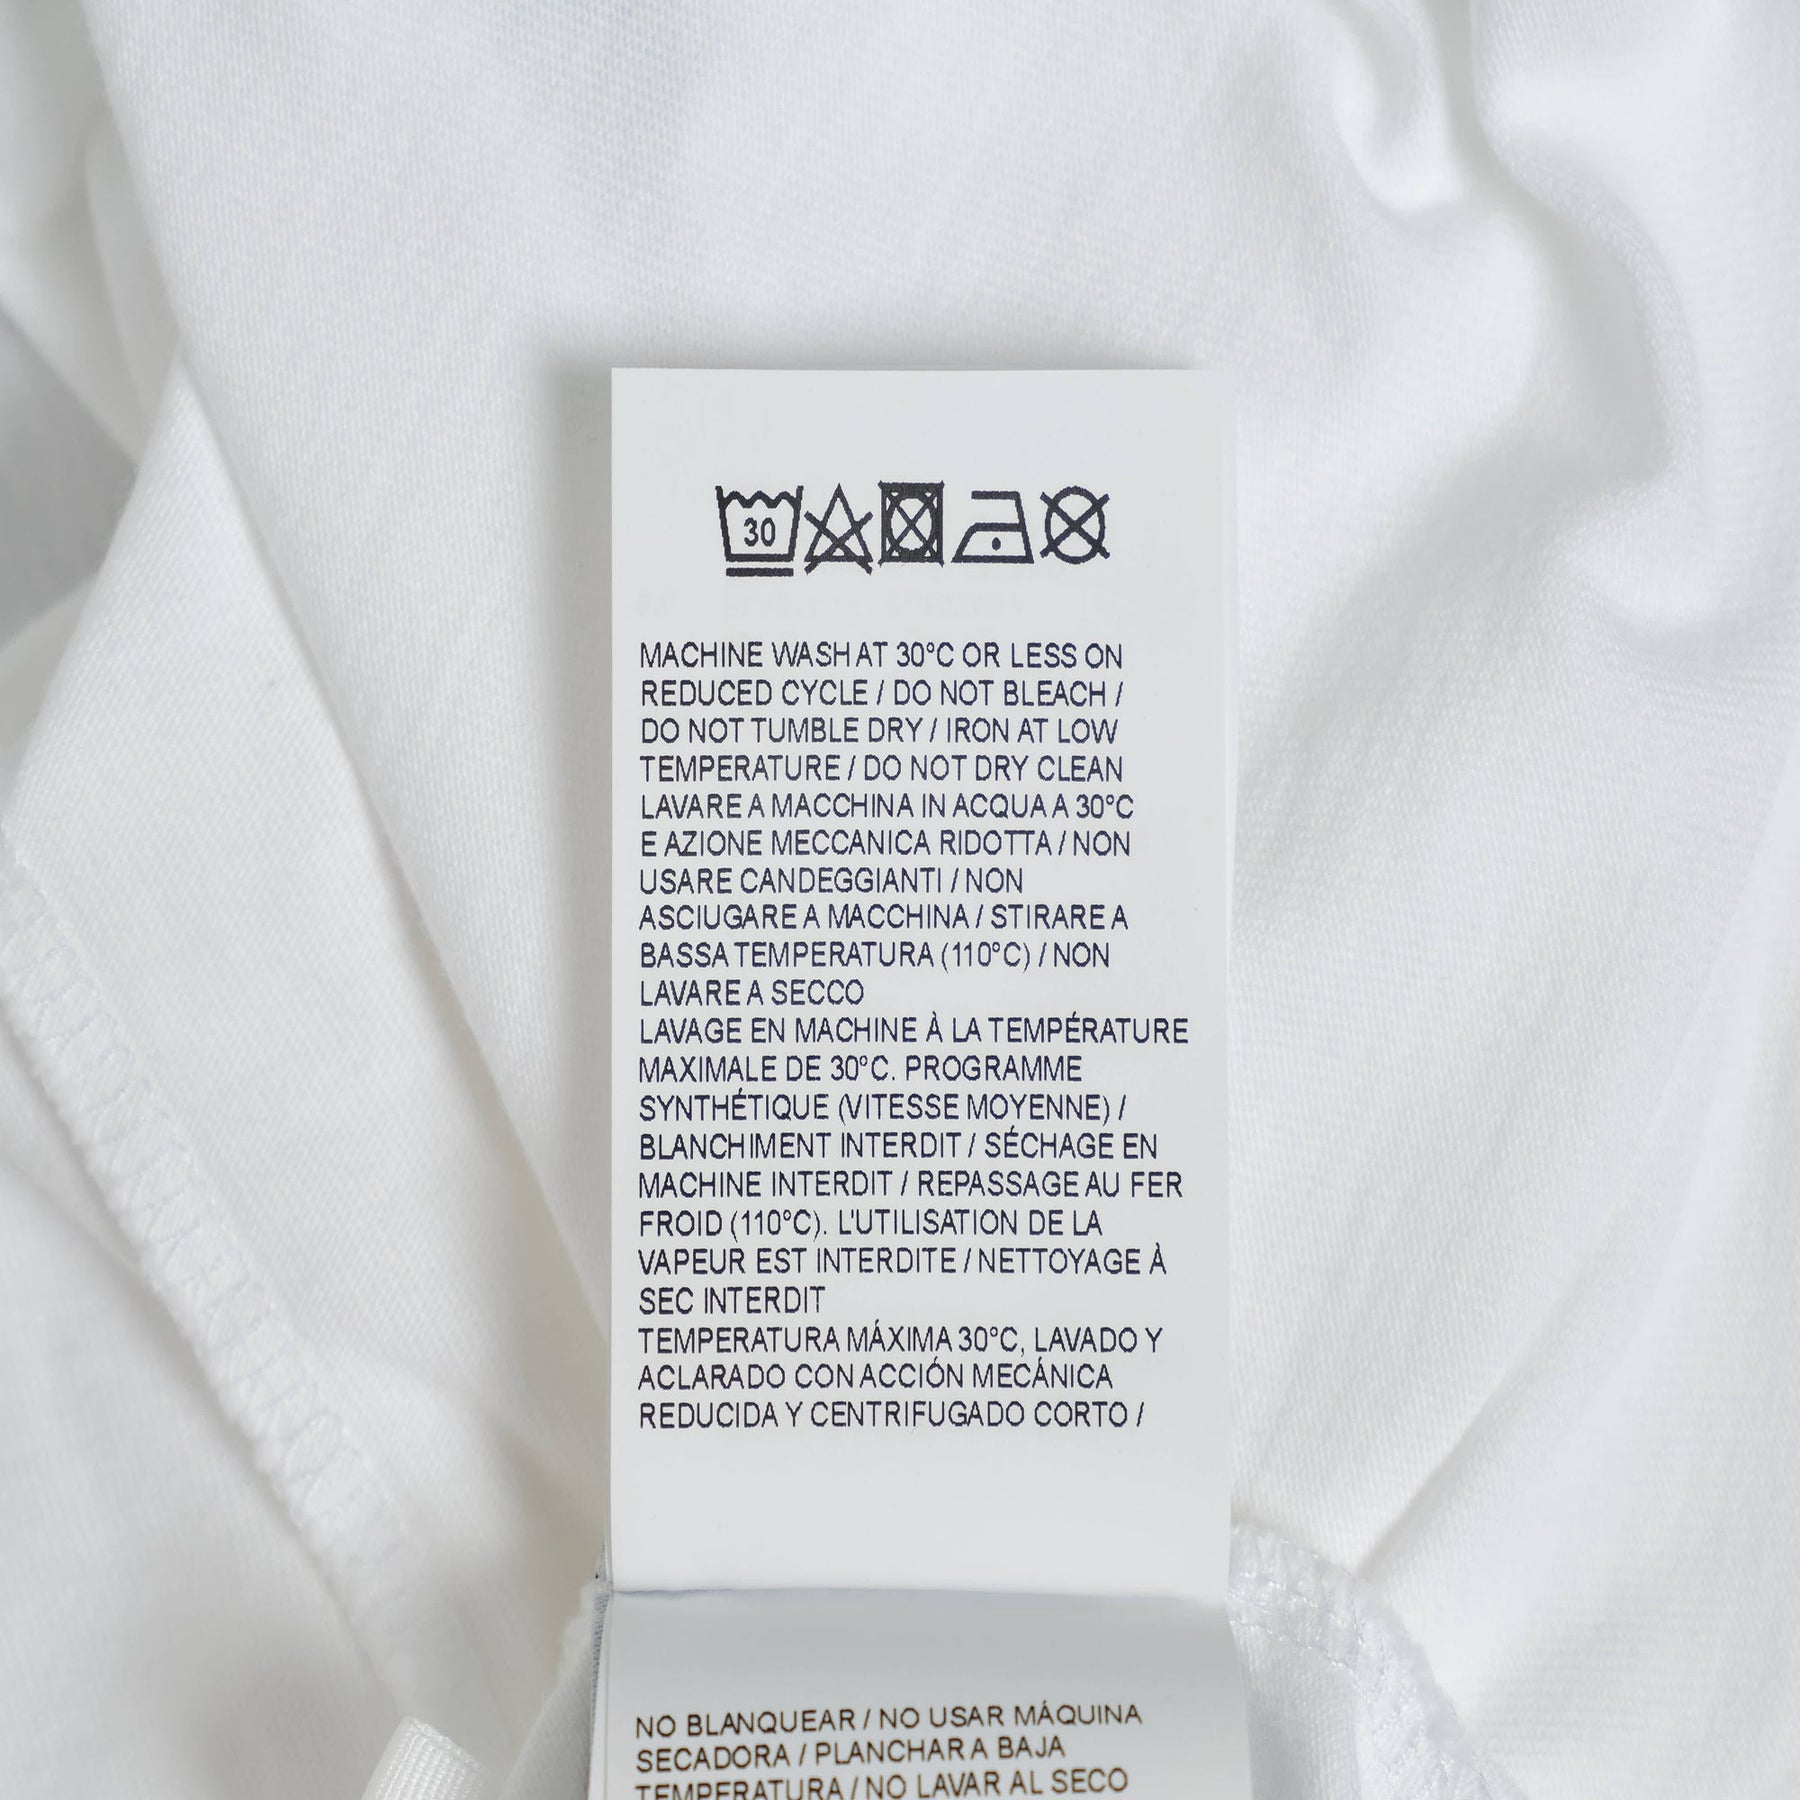 30
MACHINE WASH AT 30°C OR LESS ON
REDUCED CYCLE / DO NOT BLEACH /
DO NOT TUMBLE DRY / IRON AT LOW
TEMPERATURE / DO NOT DRY CLEAN
LAVARE A MACCHINA IN ACQUA A 30°C
E AZIONE MECCANICA RIDOTTA / NON
USARE CANDEGGIANTI / NON
ASCIUGARE A MACCHINA / STIRARE A
BASSA TEMPERATURA (110°C) / NON
LAVARE A SECCO
LAVAGE EN MACHINE À LA TEMPÉRATURE
MAXIMALE DE 30°C. PROGRAMME
SYNTHÉTIQUE (VITESSE MOYENNE) /
BLANCHIMENT INTERDIT / SÉCHAGE EN
MACHINE INTERDIT / REPASSAGE AU FER
FROID (110°C). L'UTILISATION DE LA
VAPEUR EST INTERDITE / NETTOYAGE À
SEC INTERDIT
TEMPERATURA MÁXIMA 30°C, LAVADO Y
ACLARADO CON ACCIÓN MECÁNICA
REDUCIDA Y CENTRIFUGADO CORTO /
NO BLANQUEAR / NO USAR MÁQUINA
SECADORA / PLANCHAR A BAJA
TEMPERATURA / NO LAVAR AL SECO